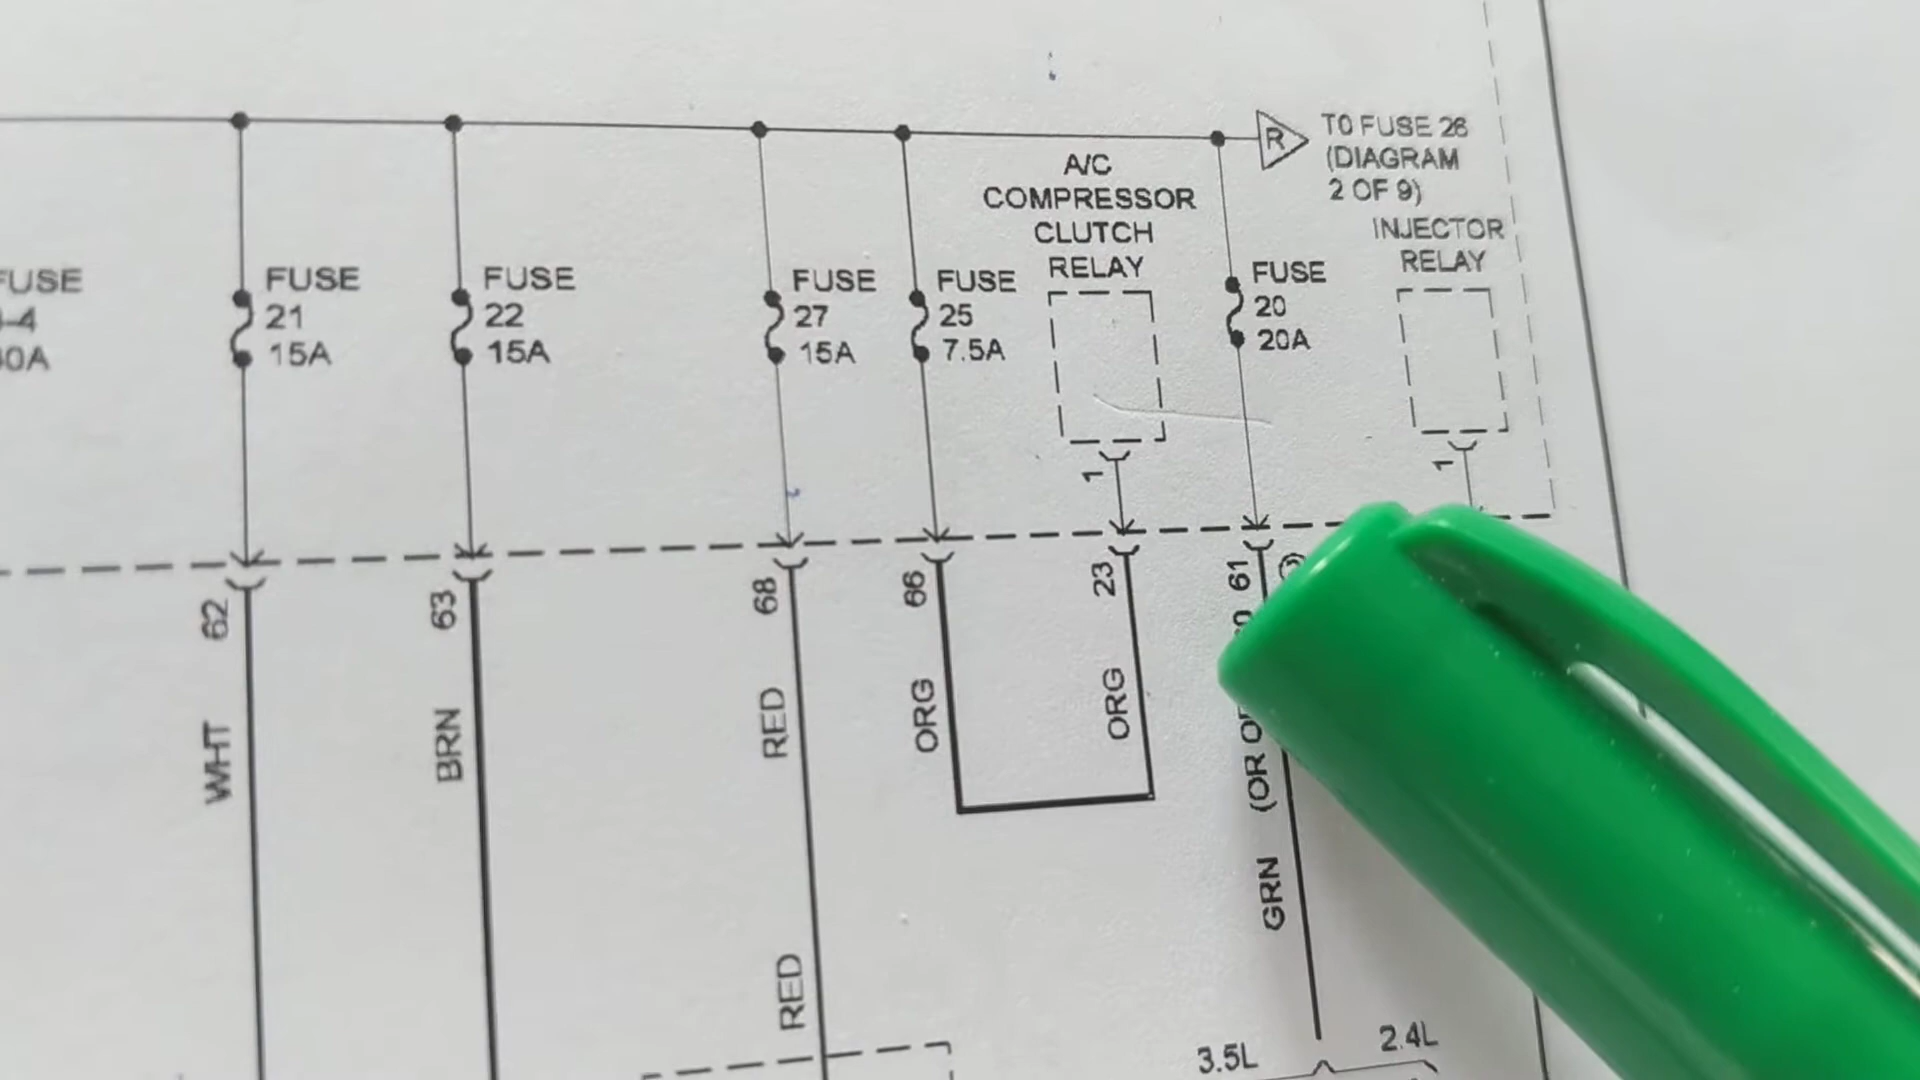 R
TO FUSE 26
(DIAGRAM
2 OF 9)
A/C
COMPRESSOR
CLUTCH
RELAY
INJECTOR
RELAY
FUSE
FUSE
21
15A
FUSE
22
15A
FUSE
27
15A
FUSE
25
7.5A
FUSE
20
20A
1
1
62
63
68
66
23
61
WHT
BRN
RED
ORG
ORG
GRN (OR
RED
3.5L
2.4L